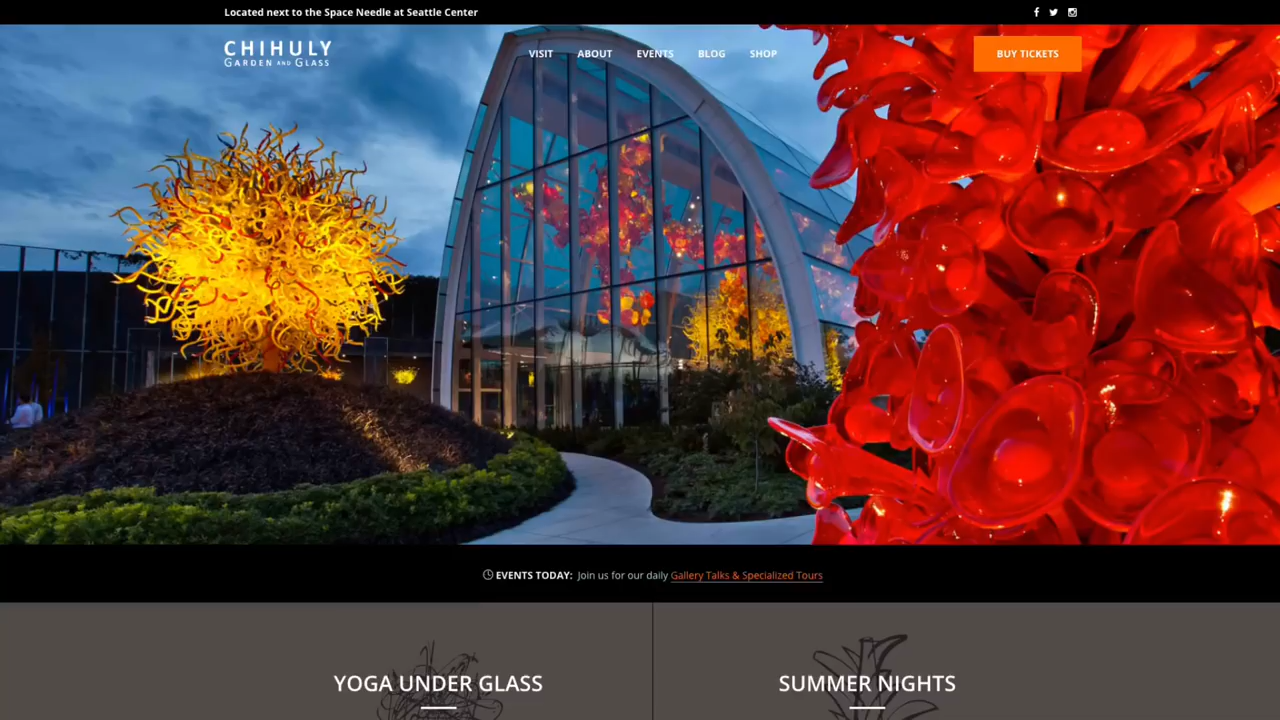 Located next to the Space Needle at Seattle Center
CHIHULY
GARDEN AND GLASS
VISIT
ABOUT
EVENTS
BLOG
SHOP
BUY TICKETS
EVENTS TODAY: Join us for our daily Gallery Talks & Specialized Tours
YOGA UNDER GLASS
SUMMER NIGHTS